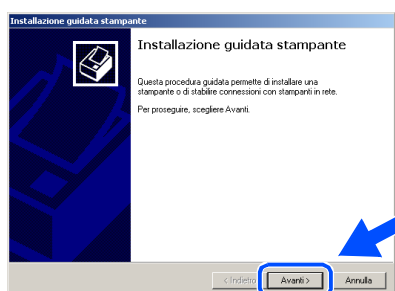 Installazione guidata stampante
Installazione guidata stampante
Questa procedura guidata permette di installare una
stampante o di stabilire connessioni con stampanti in rete.
Per proseguire, scegliere Avanti.
< Indietro Avanti > Annulla